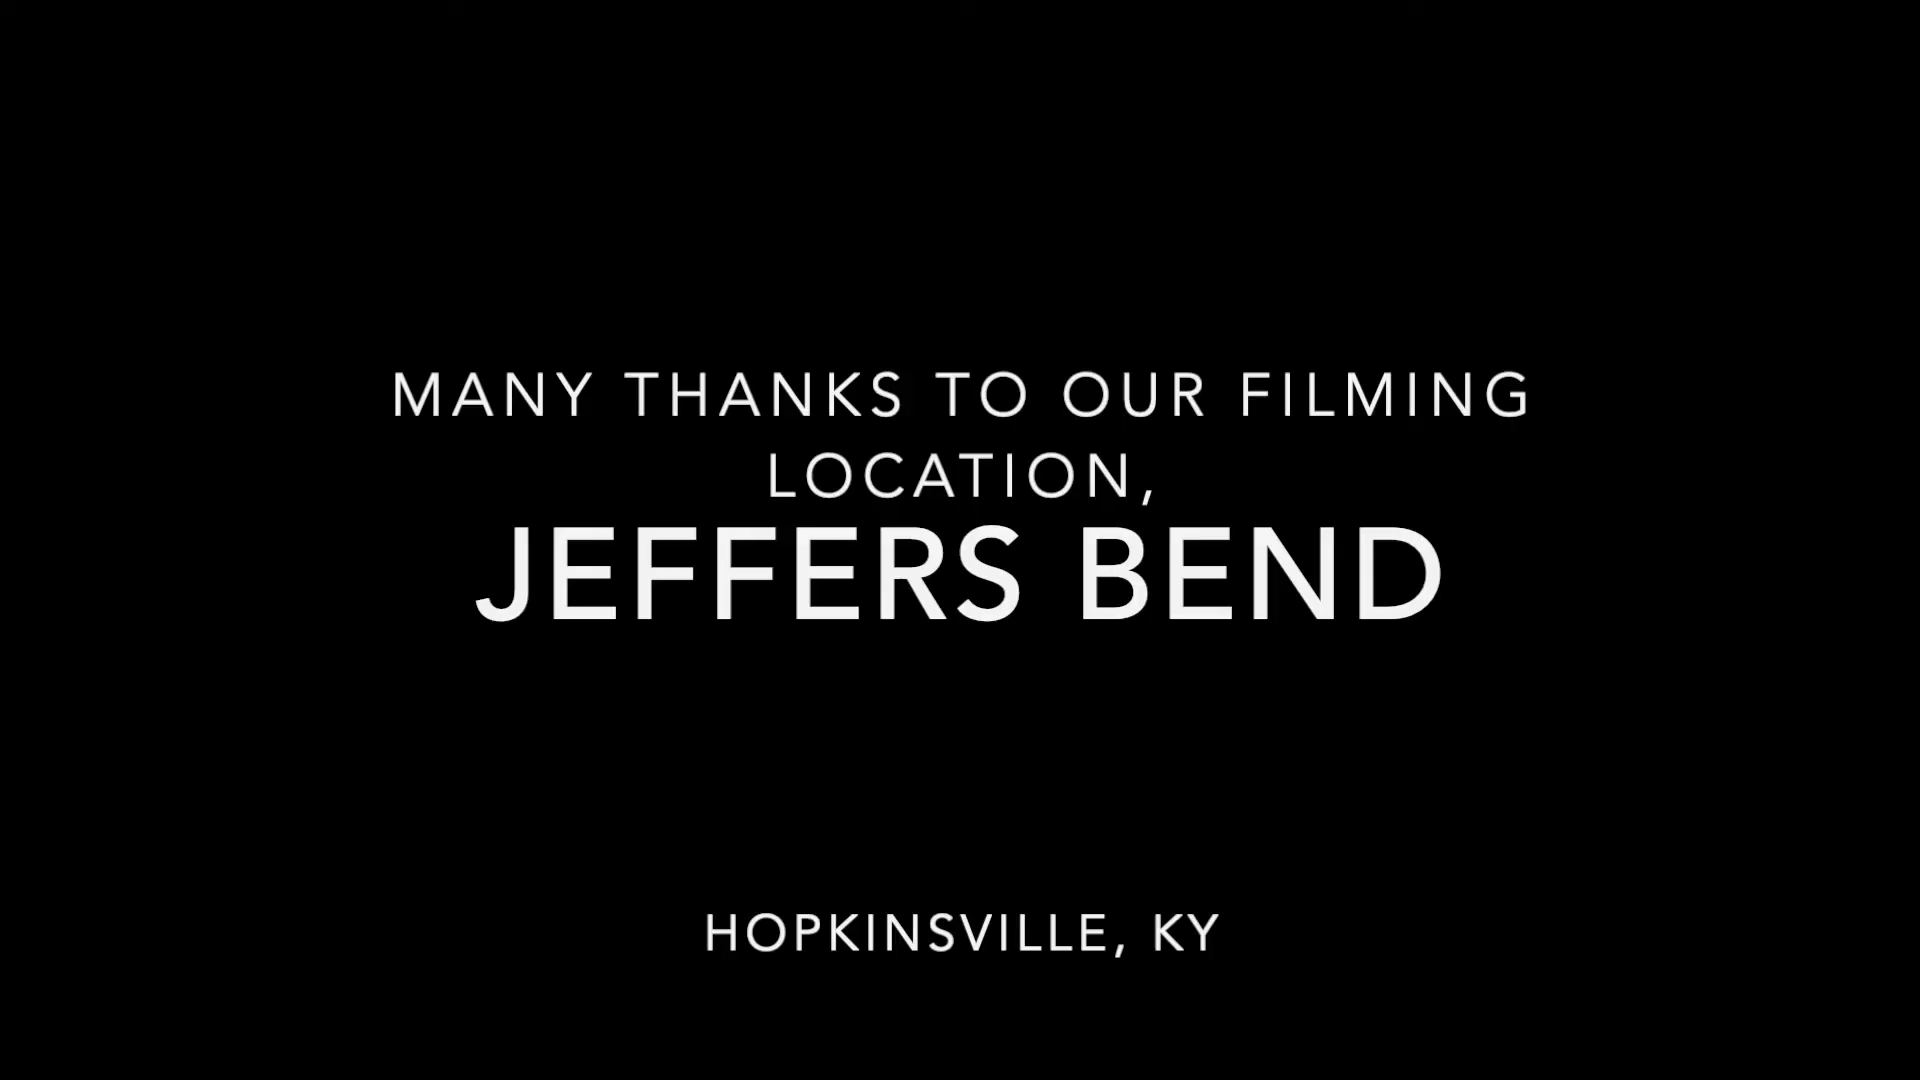 MANY THANKS TO OUR FILMING
LOCATION,
JEFFERS BEND
HOPKINSVILLE, KY